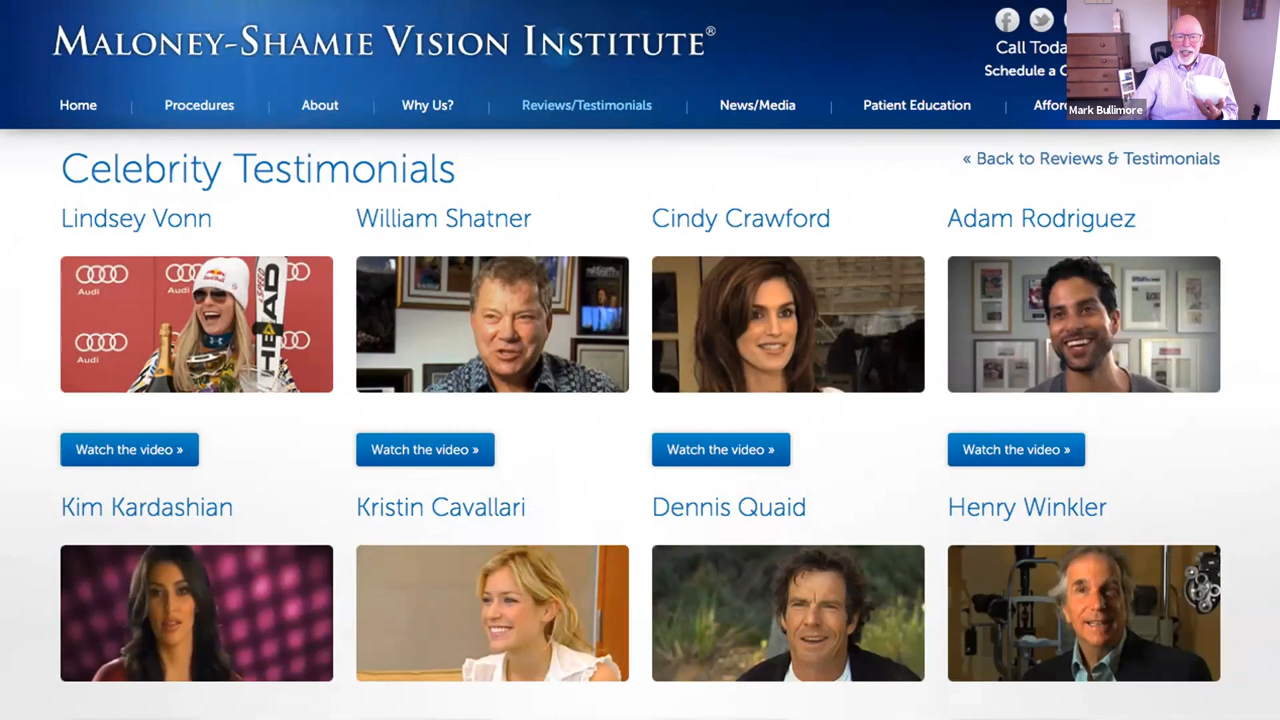 MALONEY-SHAMIE VISION INSTITUTE®
Call Toda
Schedule a C
Mark Bullimore
Home
Procedures
About
Why Us?
Reviews/Testimonials
News/Media
Patient Education
Affor
Celebrity Testimonials
« Back to Reviews & Testimonials
Lindsey Vonn
William Shatner
Cindy Crawford
Adam Rodriguez
Audi
Audi
Audi
Red Bull
HEAD
Watch the video »
Watch the video »
Watch the video »
Watch the video »
Kim Kardashian
Kristin Cavallari
Dennis Quaid
Henry Winkler